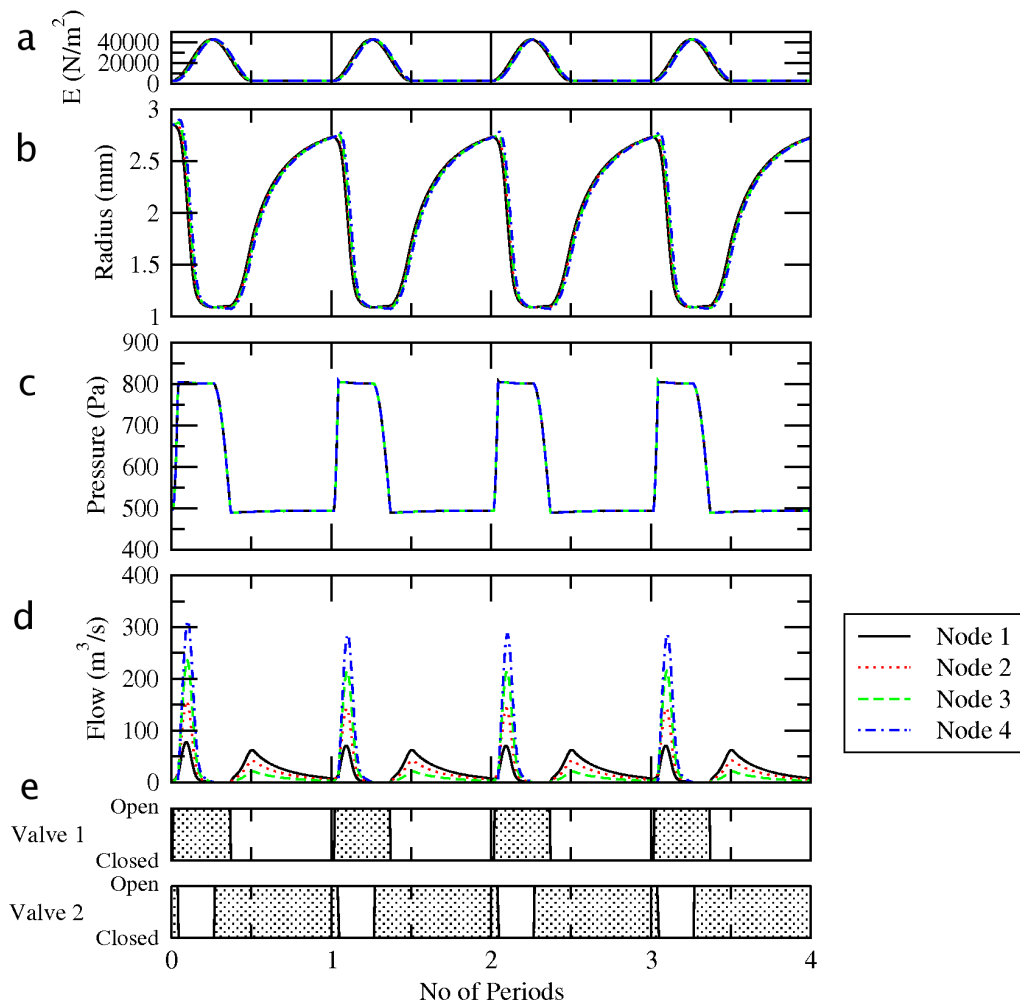 a
E (N/m²)
40000
20000
0
b
Radius (mm)
3
2.5
2
1.5
1
c
Pressure (Pa)
900
800
700
600
500
400
d
Flow (m³/s)
400
300
200
100
0
Node 1
Node 2
Node 3
Node 4
e
Valve 1
Open
Closed
Valve 2
Open
Closed
0 1 2 3 4
No of Periods